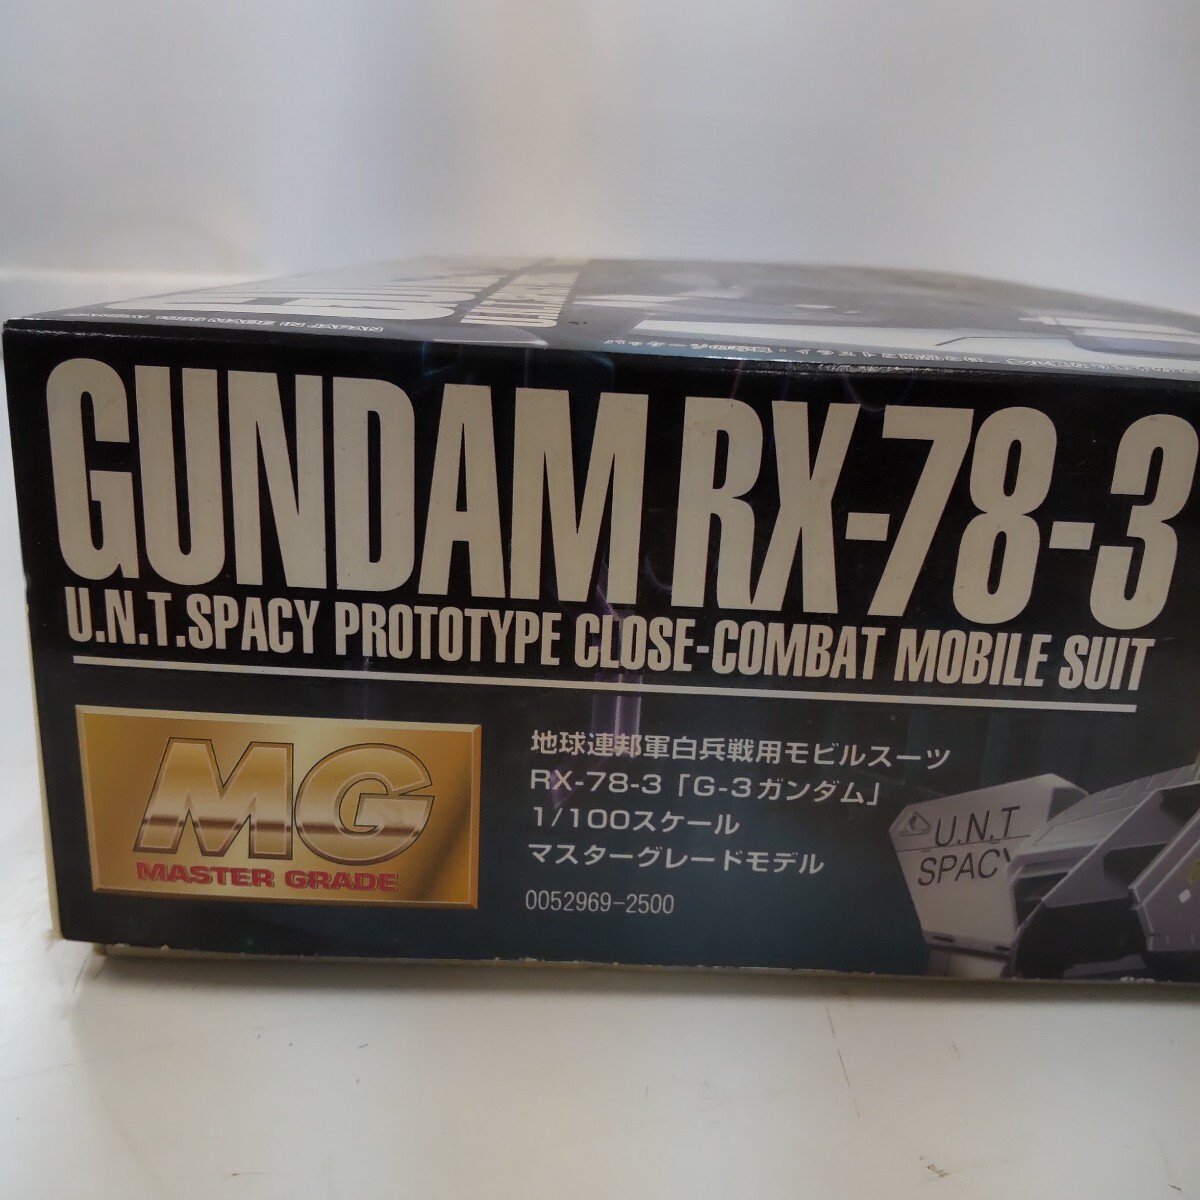 MADE IN JAPAN
GUNDAM RX-78-3
U.N.T.SPACY PROTOTYPE CLOSE-COMBAT MOBILE SUIT
MG
MASTER GRADE
地球連邦軍白兵戦用モビルスーツ
RX-78-3「G-3ガンダム」
1/100スケール
マスターグレードモデル
0052969-2500
U.N.T
SPACY